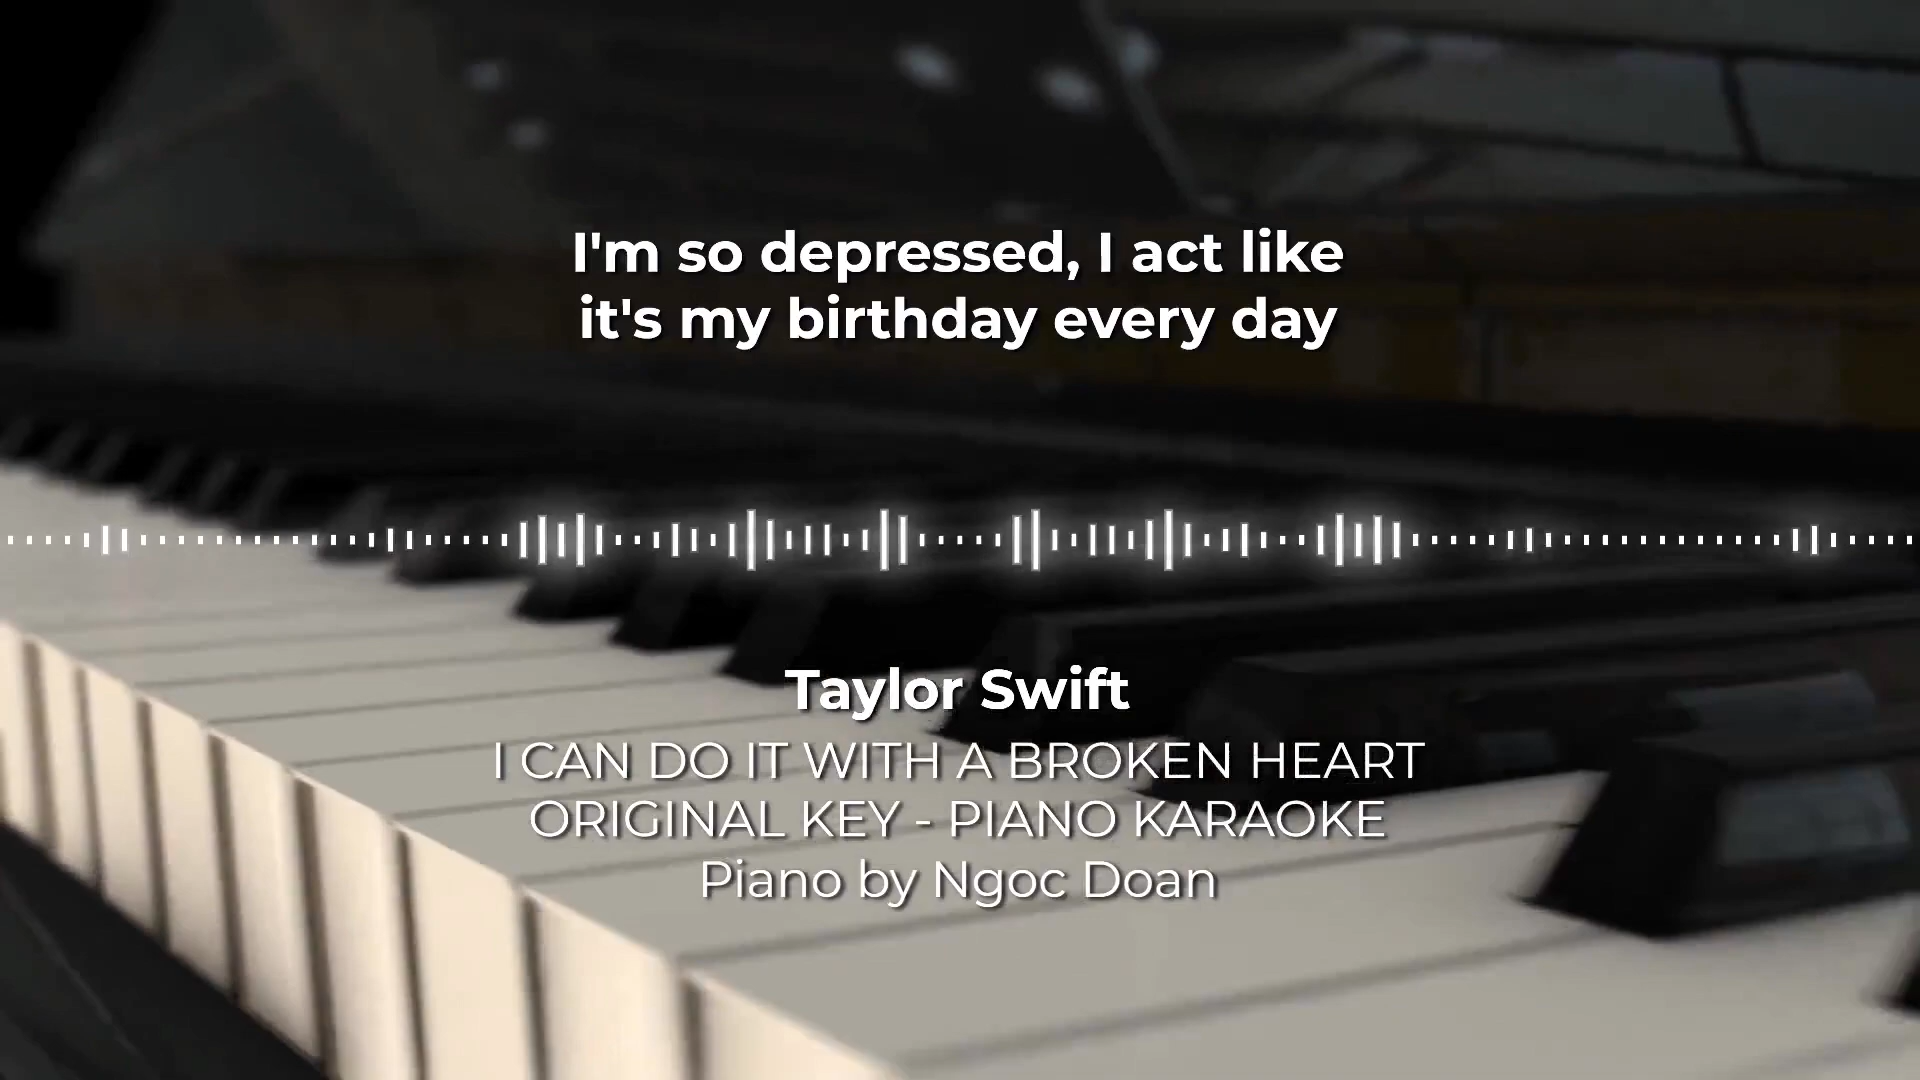 I'm so depressed, I act like
it's my birthday every day
Taylor Swift
I CAN DO IT WITH A BROKEN HEART
ORIGINAL KEY - PIANO KARAOKE
Piano by Ngoc Doan